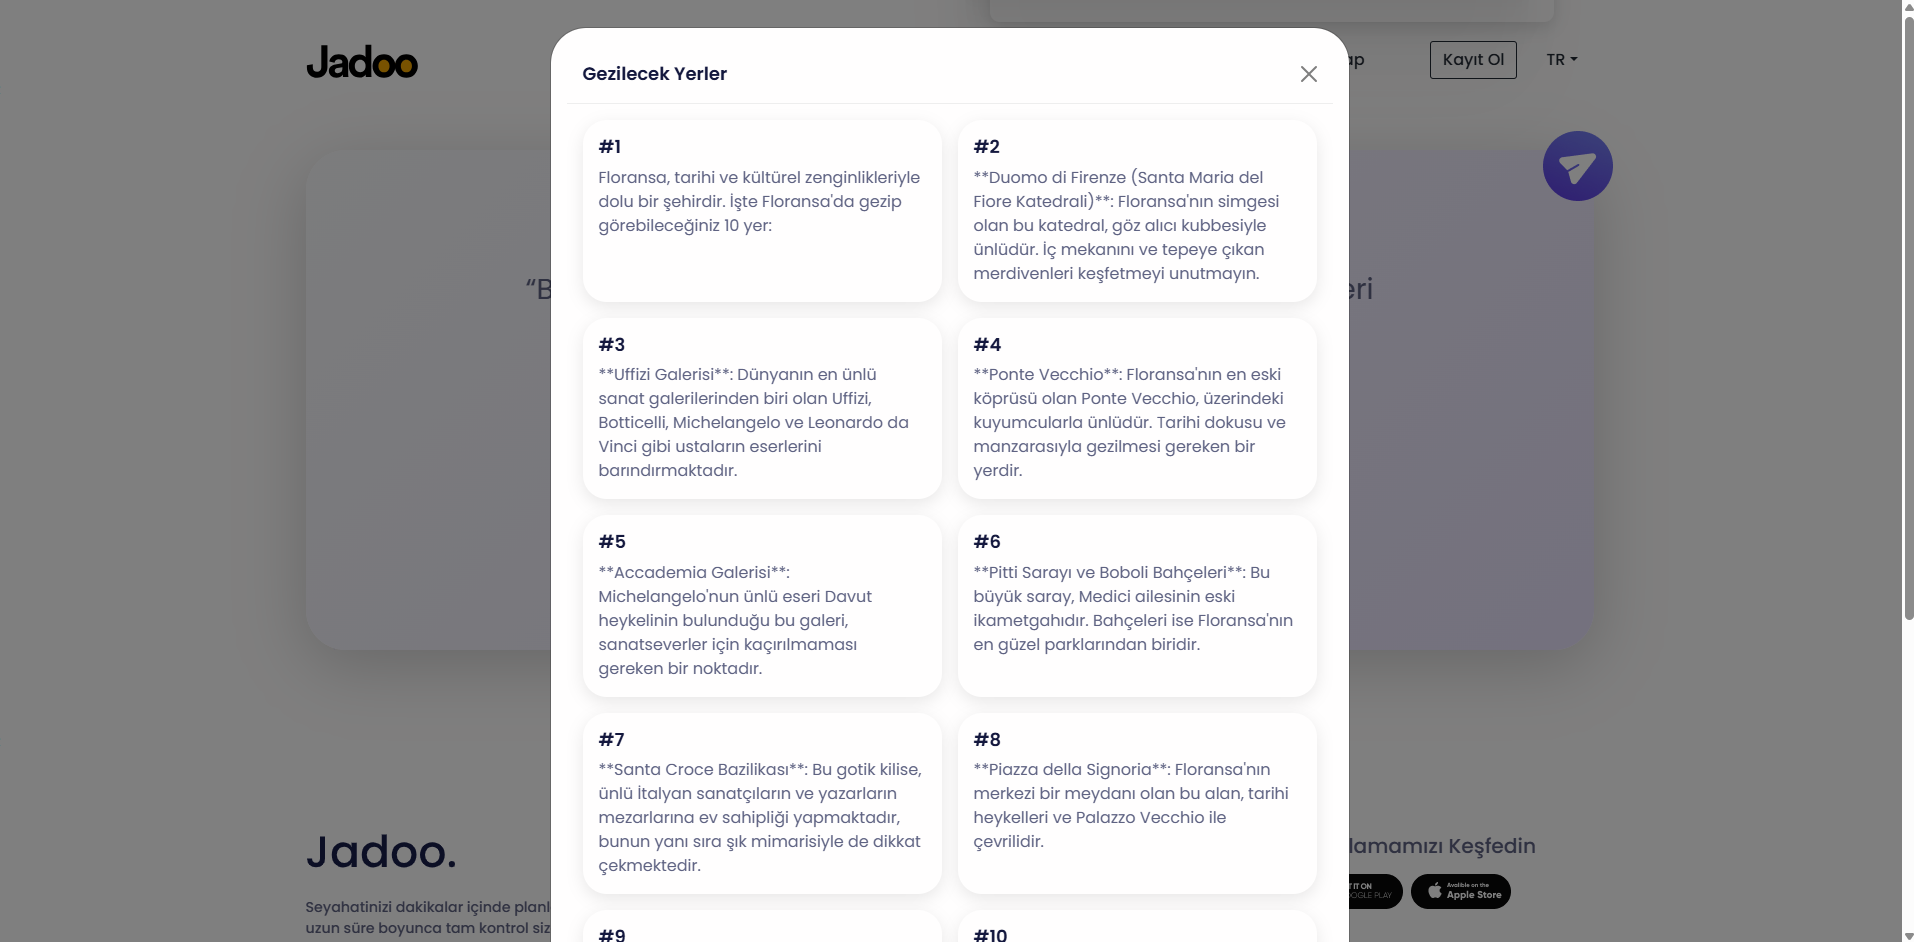 Jadoo
Gezilecek Yerler
ap
Kayıt Ol
TR
#1
Floransa, tarihi ve kültürel zenginlikleriyle
dolu bir şehirdir. İşte Floransa'da gezip
görebileceğiniz 10 yer:
#2
**Duomo di Firenze (Santa Maria del
Fiore Katedrali)**: Floransa'nın simgesi
olan bu katedral, göz alıcı kubbesiyle
ünlüdür. İç mekanını ve tepeye çıkan
merdivenleri keşfetmeyi unutmayın.
“B
eri
#3
**Uffizi Galerisi**: Dünyanın en ünlü
sanat galerilerinden biri olan Uffizi,
Botticelli, Michelangelo ve Leonardo da
Vinci gibi ustaların eserlerini
barındırmaktadır.
#4
**Ponte Vecchio**: Floransa'nın en eski
köprüsü olan Ponte Vecchio, üzerindeki
kuyumcularla ünlüdür. Tarihi dokusu ve
manzarasıyla gezilmesi gereken bir
yerdir.
#5
**Accademia Galerisi**:
Michelangelo'nun ünlü eseri Davut
heykelinin bulunduğu bu galeri,
sanatseverler için kaçırılmaması
gereken bir noktadır.
#6
**Pitti Sarayı ve Boboli Bahçeleri**: Bu
büyük saray, Medici ailesinin eski
ikametgahıdır. Bahçeleri ise Floransa'nın
en güzel parklarından biridir.
#7
**Santa Croce Bazilikası**: Bu gotik kilise,
ünlü İtalyan sanatçıların ve yazarların
mezarlarına ev sahipliği yapmaktadır,
bunun yanı sıra şık mimarisiyle de dikkat
çekmektedir.
#8
**Piazza della Signoria**: Floransa'nın
merkezi bir meydanı olan bu alan, tarihi
heykelleri ve Palazzo Vecchio ile
çevrilidir.
#9
#10
Jadoo.
Seyahatinizi dakikalar içinde planl
uzun süre boyunca tam kontrol siz
lamamızı Keşfedin
T IT ON
OGLE PLAY
Avalible on the
Apple Store